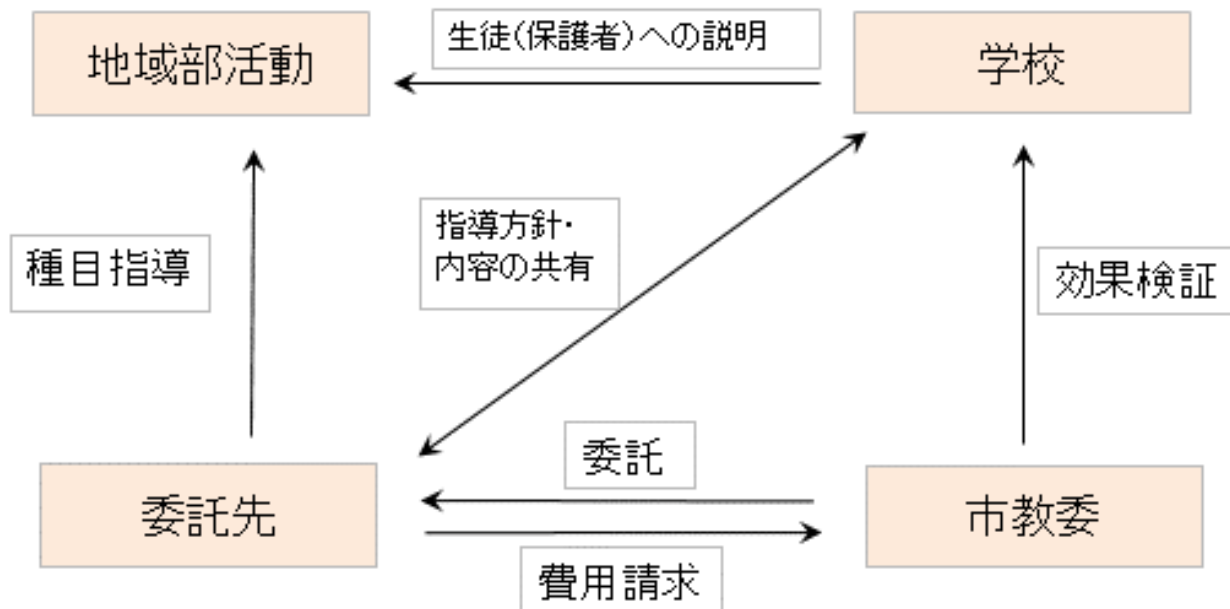 生徒(保護者)への説明
地域部活動
学校
指導方針・
内容の共有
種目指導
効果検証
委託
委託先
市教委
費用請求